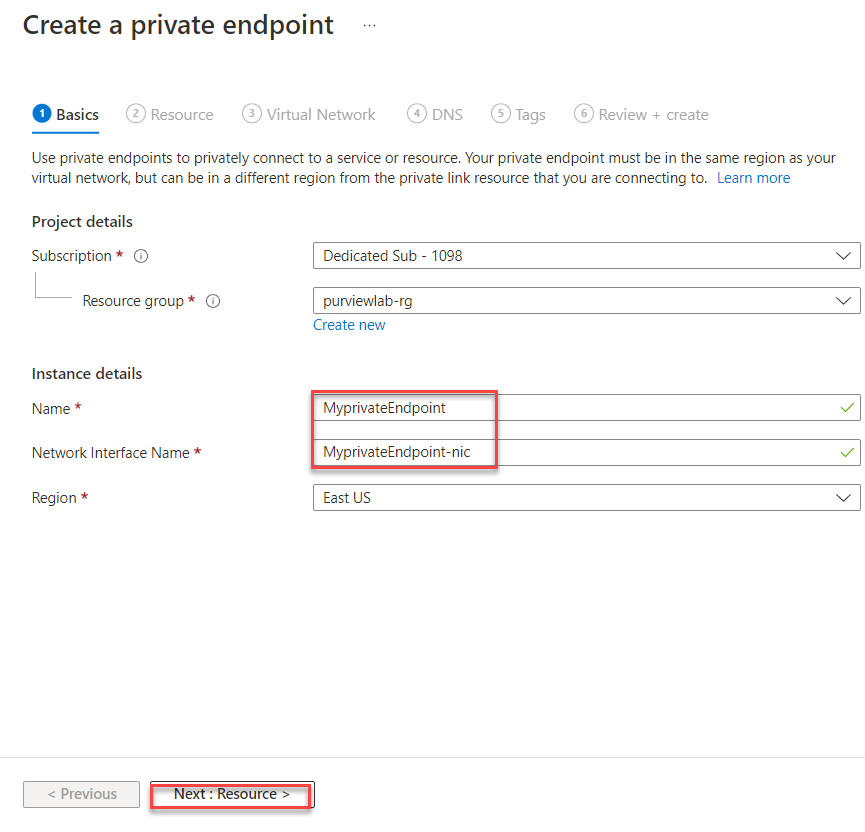 Create a private endpoint ...
1 Basics 2 Resource 3 Virtual Network 4 DNS 5 Tags 6 Review + create
Use private endpoints to privately connect to a service or resource. Your private endpoint must be in the same region as your
virtual network, but can be in a different region from the private link resource that you are connecting to. Learn more
Project details
Subscription * Dedicated Sub - 1098
Resource group * purviewlab-rg
Create new
Instance details
Name * MyprivateEndpoint
Network Interface Name * MyprivateEndpoint-nic
Region * East US
< Previous Next : Resource >